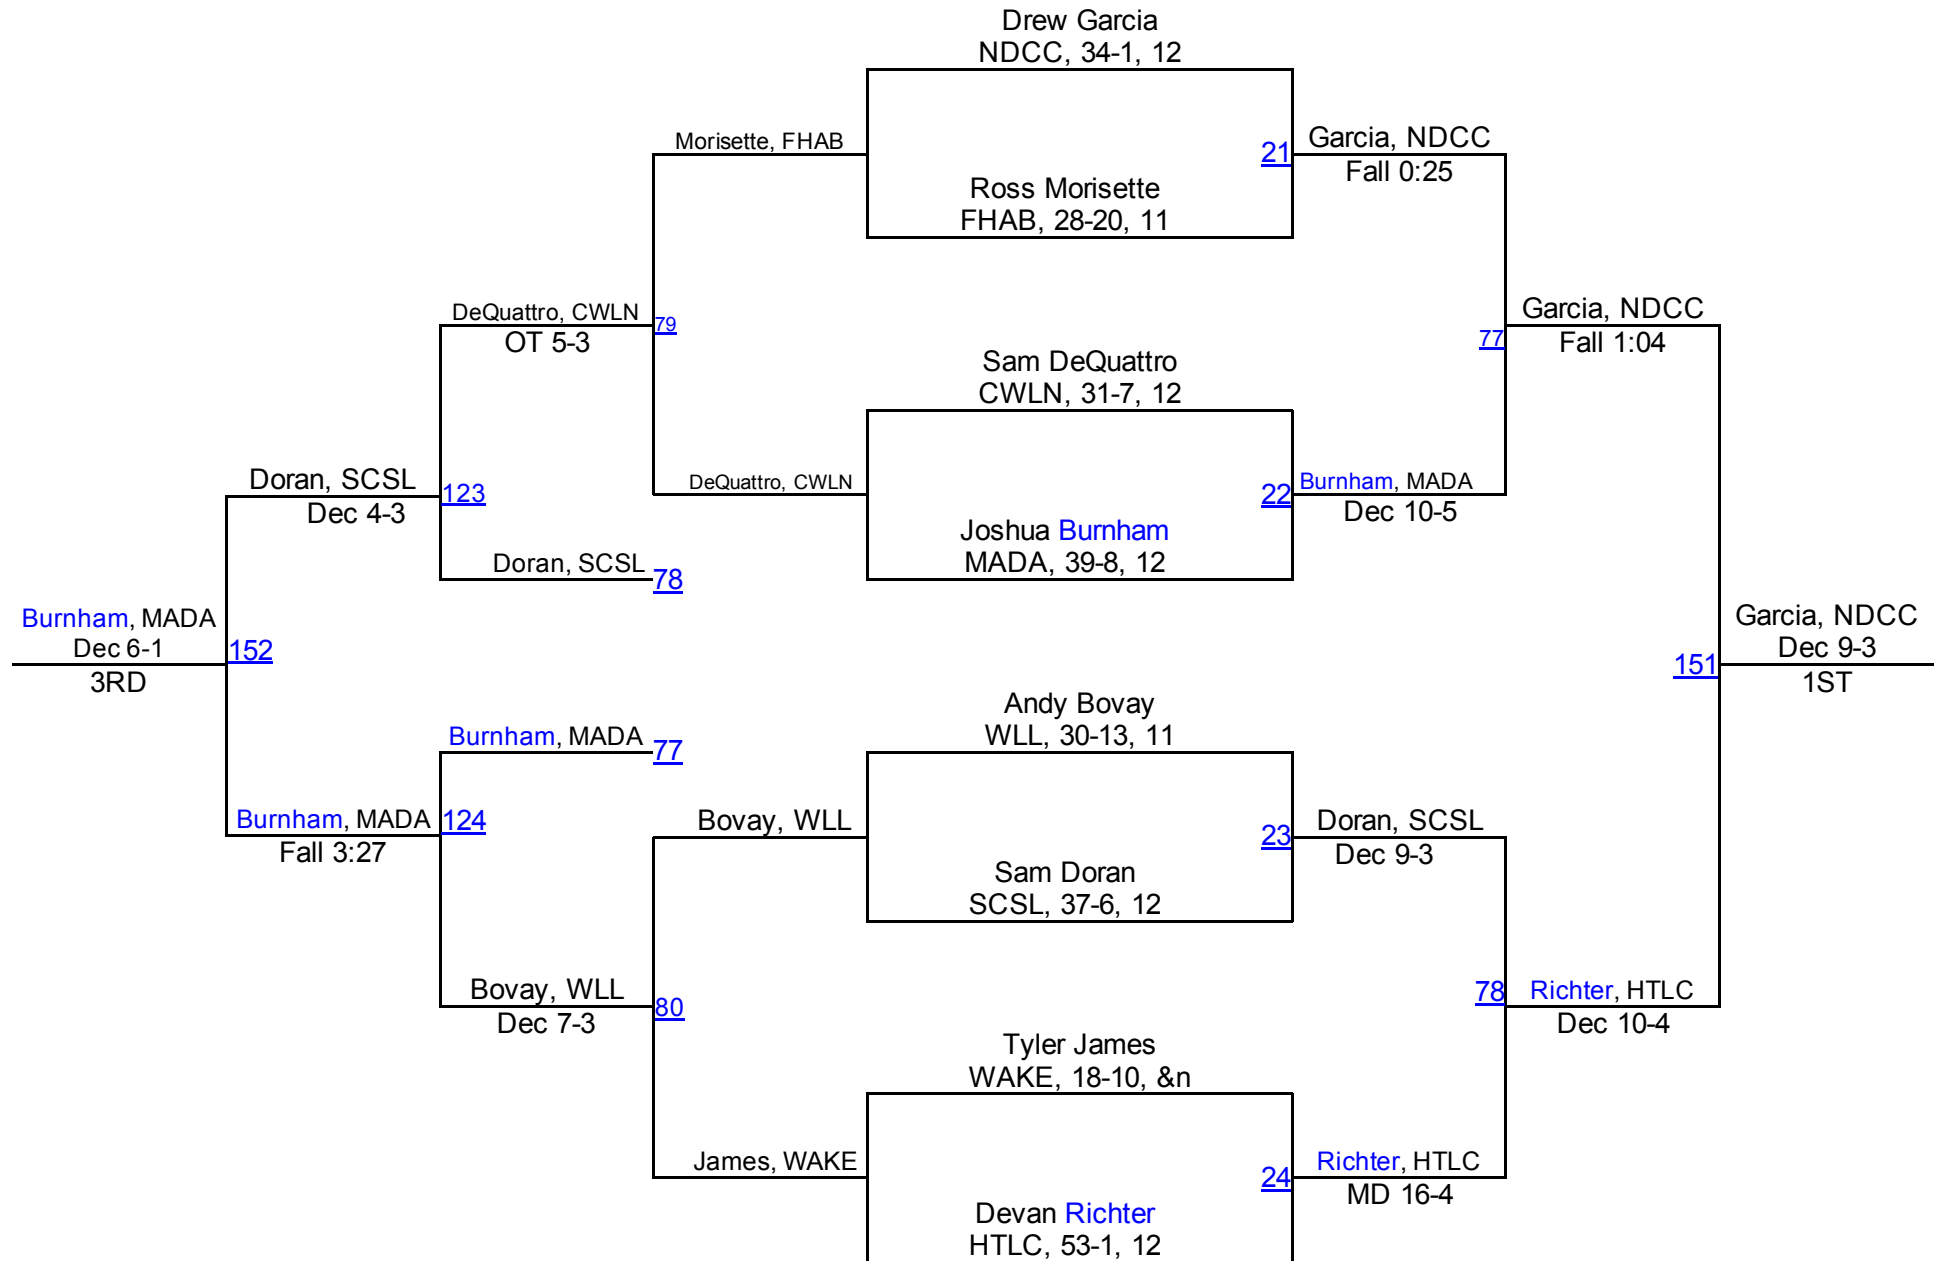 Drew Garcia
NDCC, 34-1, 12
Morisette, FHAB
21
Garcia, NDCC
Fall 0:25
Ross Morisette
FHAB, 28-20, 11
DeQuattro, CWLN
OT 5-3
79
Garcia, NDCC
Fall 1:04
77
Sam DeQuattro
CWLN, 31-7, 12
Doran, SCSL
Dec 4-3
123
DeQuattro, CWLN
22
Burnham, MADA
Dec 10-5
Joshua Burnham
MADA, 39-8, 12
Doran, SCSL
78
Burnham, MADA
Dec 6-1
3RD
152
Garcia, NDCC
Dec 9-3
1ST
151
Andy Bovay
WLL, 30-13, 11
Burnham, MADA
77
Burnham, MADA
Fall 3:27
124
Bovay, WLL
23
Doran, SCSL
Dec 9-3
Sam Doran
SCSL, 37-6, 12
Bovay, WLL
Dec 7-3
80
78
Richter, HTLC
Dec 10-4
Tyler James
WAKE, 18-10, &n
James, WAKE
24
Richter, HTLC
MD 16-4
Devan Richter
HTLC, 53-1, 12